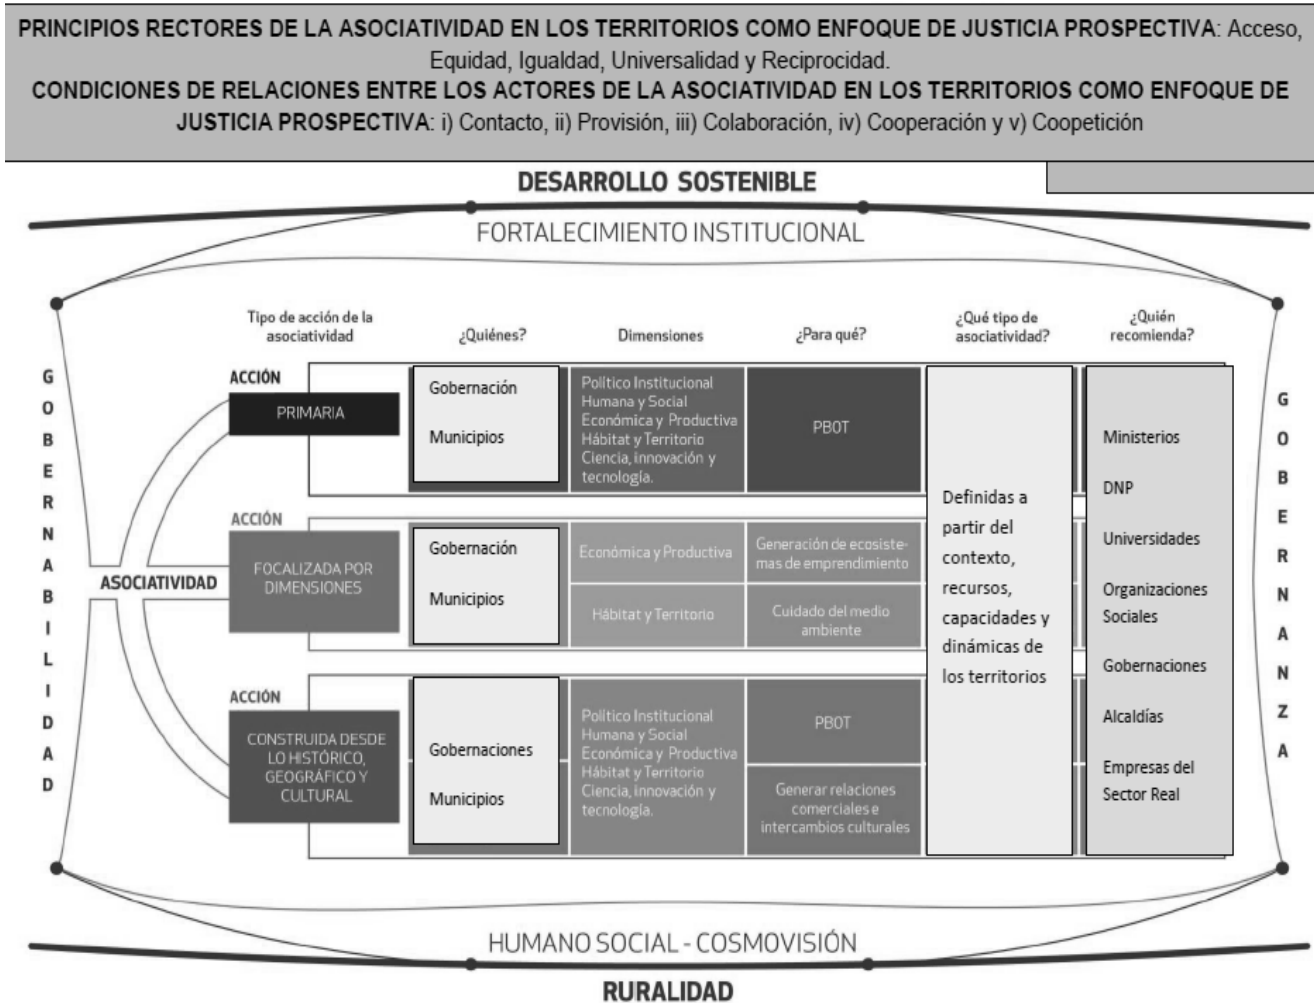 PRINCIPIOS RECTORES DE LA ASOCIATIVIDAD EN LOS TERRITORIOS COMO ENFOQUE DE JUSTICIA PROSPECTIVA: Acceso,
Equidad, Igualdad, Universalidad y Reciprocidad.
CONDICIONES DE RELACIONES ENTRE LOS ACTORES DE LA ASOCIATIVIDAD EN LOS TERRITORIOS COMO ENFOQUE DE
JUSTICIA PROSPECTIVA: i) Contacto, ii) Provisión, iii) Colaboración, iv) Cooperación y v) Coopetición
DESARROLLO SOSTENIBLE
FORTALECIMIENTO INSTITUCIONAL
GOBERNABILIDAD
ASOCIATIVIDAD
Tipo de acción de la
asociatividad
¿Quiénes?
Dimensiones
¿Para qué?
¿Qué tipo de
asociatividad?
¿Quién
recomienda?
ACCIÓN
PRIMARIA
Gobernación
Municipios
Político Institucional
Humana y Social
Económica y Productiva
Hábitat y Territorio
Ciencia, innovación y
tecnología.
PBOT
ACCIÓN
FOCALIZADA POR
DIMENSIONES
Gobernación
Municipios
Económica y Productiva
Generación de ecosiste-
mas de emprendimiento
Hábitat y Territorio
Cuidado del medio
ambiente
ACCIÓN
CONSTRUIDA DESDE
LO HISTÓRICO,
GEOGRÁFICO Y
CULTURAL
Gobernaciones
Municipios
Político Institucional
Humana y Social
Económica y Productiva
Hábitat y Territorio
Ciencia, innovación y
tecnología.
PBOT
Generar relaciones
comerciales e
intercambios culturales
Definidas a
partir del
contexto,
recursos,
capacidades y
dinámicas de
los territorios
Ministerios
DNP
Universidades
Organizaciones
Sociales
Gobernaciones
Alcaldías
Empresas del
Sector Real
GOBERNANZA
HUMANO SOCIAL - COSMOVISIÓN
RURALIDAD